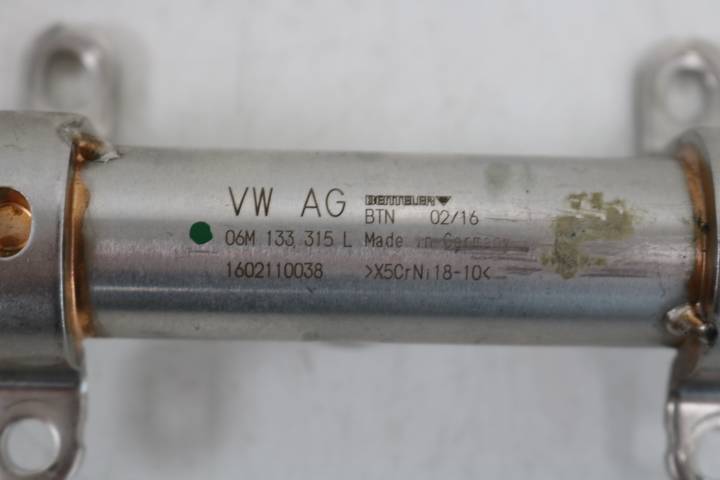 VW AG BENTELER
BTN 02/16
06M 133 315 L Made in Germany
1602110038 >X5CrNi18-10<